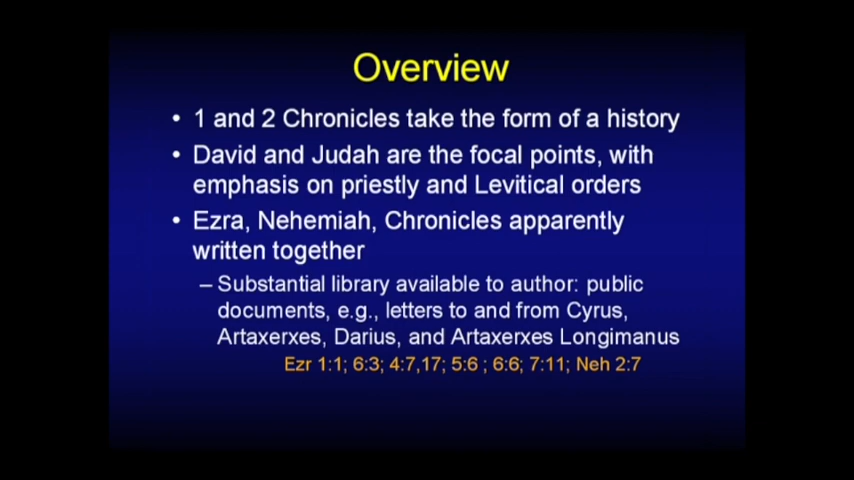 Overview
• 1 and 2 Chronicles take the form of a history
• David and Judah are the focal points, with
emphasis on priestly and Levitical orders
• Ezra, Nehemiah, Chronicles apparently
written together
– Substantial library available to author: public
documents, e.g., letters to and from Cyrus,
Artaxerxes, Darius, and Artaxerxes Longimanus
Ezr 1:1; 6:3; 4:7,17; 5:6 ; 6:6; 7:11; Neh 2:7